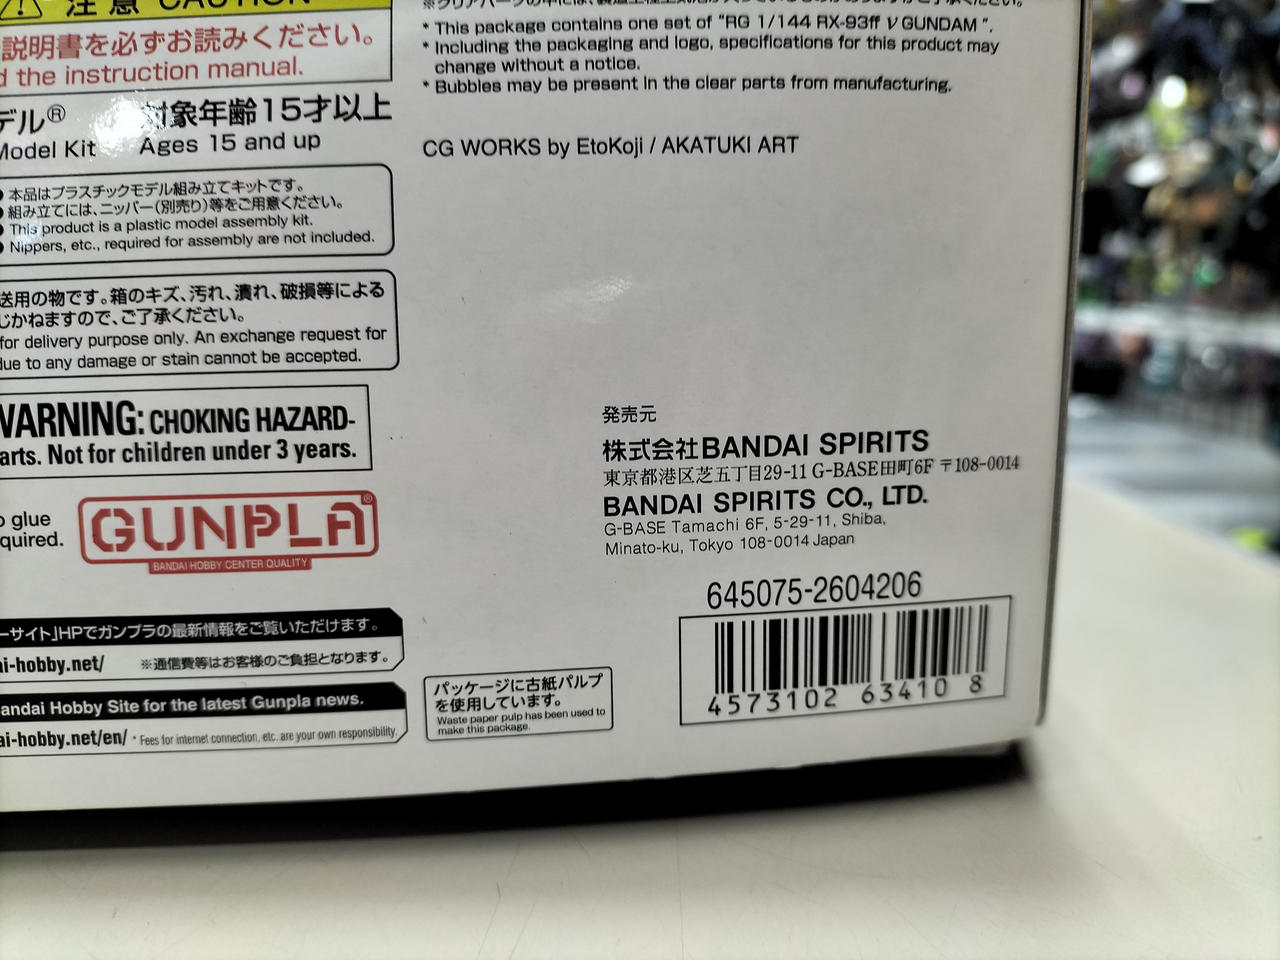 注意 CAUTION
説明書を必ずお読みください。
d the instruction manual.
デル® 対象年齢15才以上
Model Kit Ages 15 and up
● 本品はプラスチックモデル組み立てキットです。
● 組み立てには、ニッパー(別売り)等をご用意ください。
● This product is a plastic model assembly kit.
● Nippers, etc., required for assembly are not included.
送用の物です。箱のキズ、汚れ、潰れ、破損等による
じかねますので、ご了承ください。
for delivery purpose only. An exchange request for
due to any damage or stain cannot be accepted.
WARNING: CHOKING HAZARD-
arts. Not for children under 3 years.
o glue
quired.
GUNPLA®
BANDAI HOBBY CENTER QUALITY
ーサイト」HPでガンプラの最新情報をご覧いただけます。
ai-hobby.net/ ※通信費等はお客様のご負担となります。
andai Hobby Site for the latest Gunpla news.
ai-hobby.net/en/ * Fees for internet connection, etc. are your own responsibility.
* This package contains one set of "RG 1/144 RX-93ff ν GUNDAM ".
* Including the packaging and logo, specifications for this product may
change without a notice.
* Bubbles may be present in the clear parts from manufacturing.
CG WORKS by EtoKoji / AKATUKI ART
発売元
株式会社BANDAI SPIRITS
東京都港区芝五丁目29-11 G-BASE田町6F 〒108-0014
BANDAI SPIRITS CO., LTD.
G-BASE Tamachi 6F, 5-29-11, Shiba,
Minato-ku, Tokyo 108-0014 Japan
645075-2604206
4573102 63410 8
パッケージに古紙パルプ
を使用しています。
Waste paper pulp has been used to
make this package.